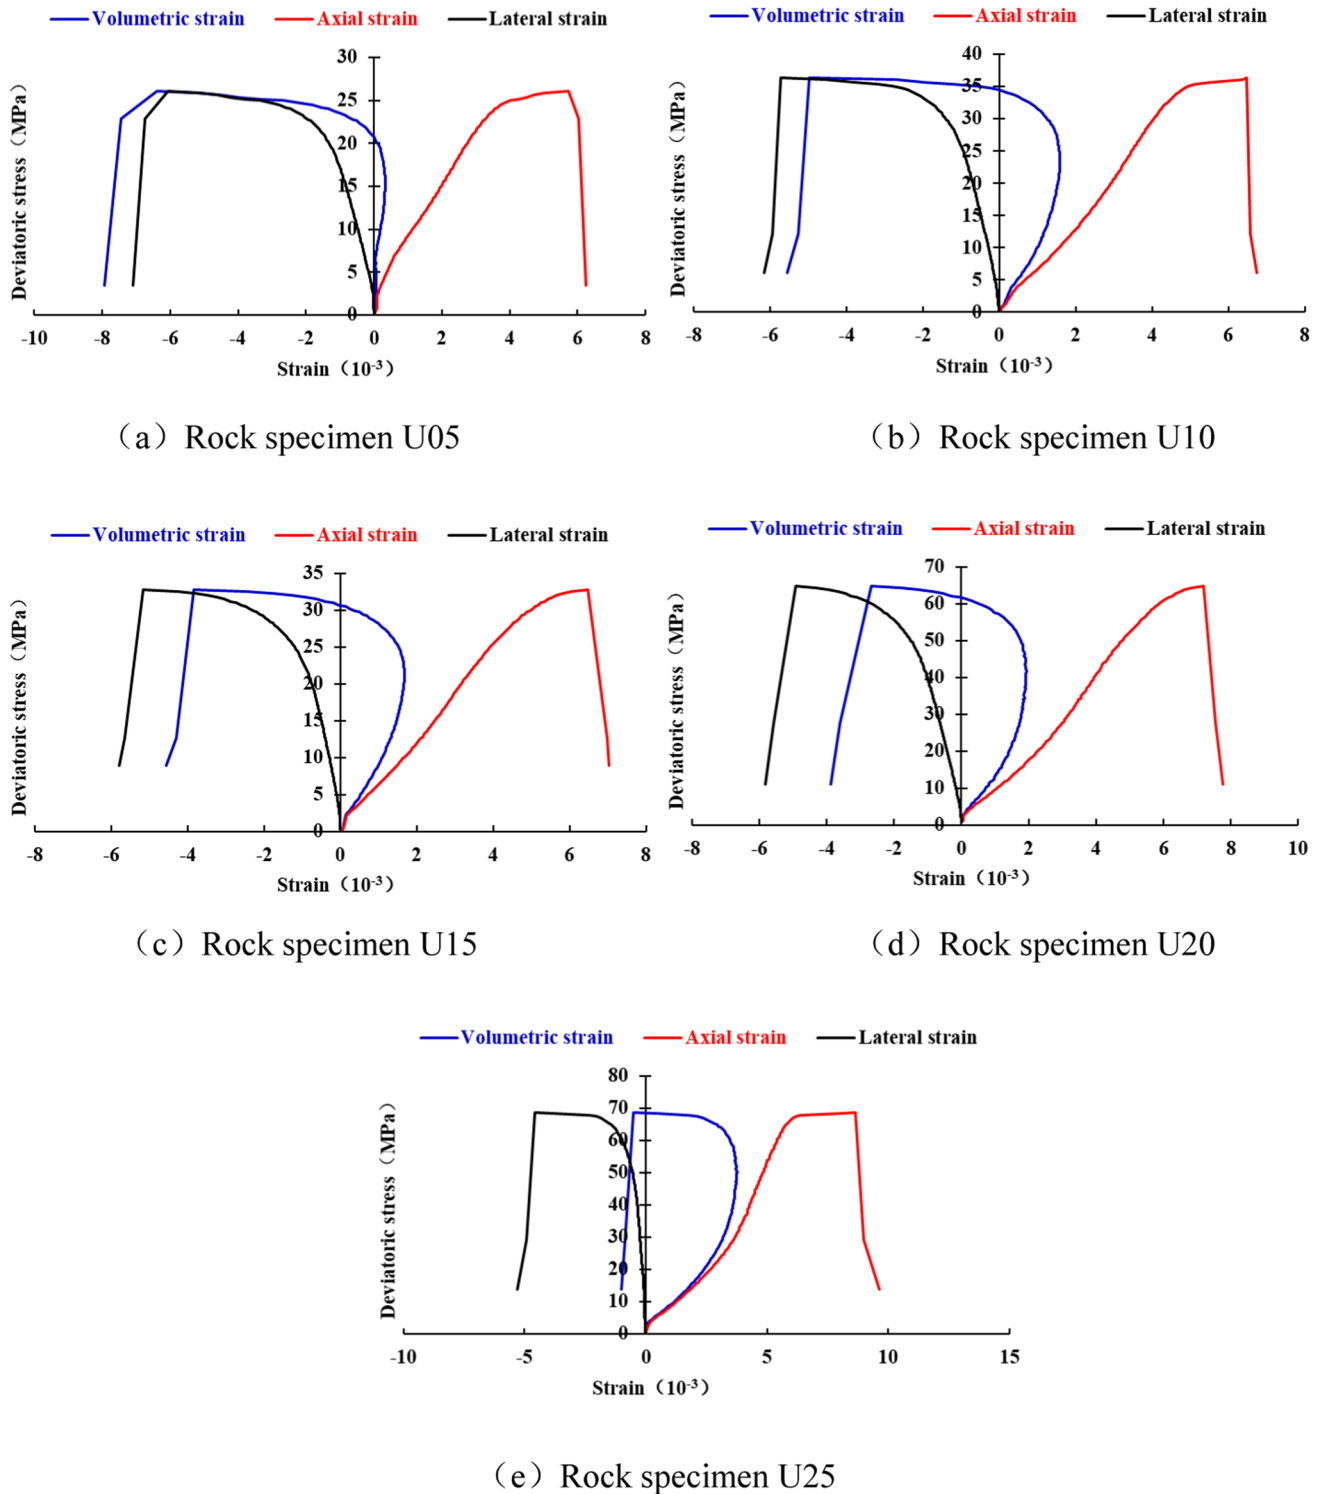 Volumetric strain Axial strain Lateral strain
Deviatoric stress（MPa）
30
25
20
15
10
5
0
-10 -8 -6 -4 -2 0 2 4 6 8
Strain（10-3）
（a）Rock specimen U05
Volumetric strain Axial strain Lateral strain
Deviatoric stress（MPa）
40
35
30
25
20
15
10
5
0
-8 -6 -4 -2 0 2 4 6 8
Strain（10-3）
（b）Rock specimen U10
Volumetric strain Axial strain Lateral strain
Deviatoric stress（MPa）
35
30
25
20
15
10
5
0
-8 -6 -4 -2 0 2 4 6 8
Strain（10-3）
（c）Rock specimen U15
Volumetric strain Axial strain Lateral strain
Deviatoric stress（MPa）
70
60
50
40
30
20
10
0
-8 -6 -4 -2 0 2 4 6 8 10
Strain（10-3）
（d）Rock specimen U20
Volumetric strain Axial strain Lateral strain
Deviatoric stress（MPa）
80
70
60
50
40
30
20
10
0
-10 -5 0 5 10 15
Strain（10-3）
（e）Rock specimen U25